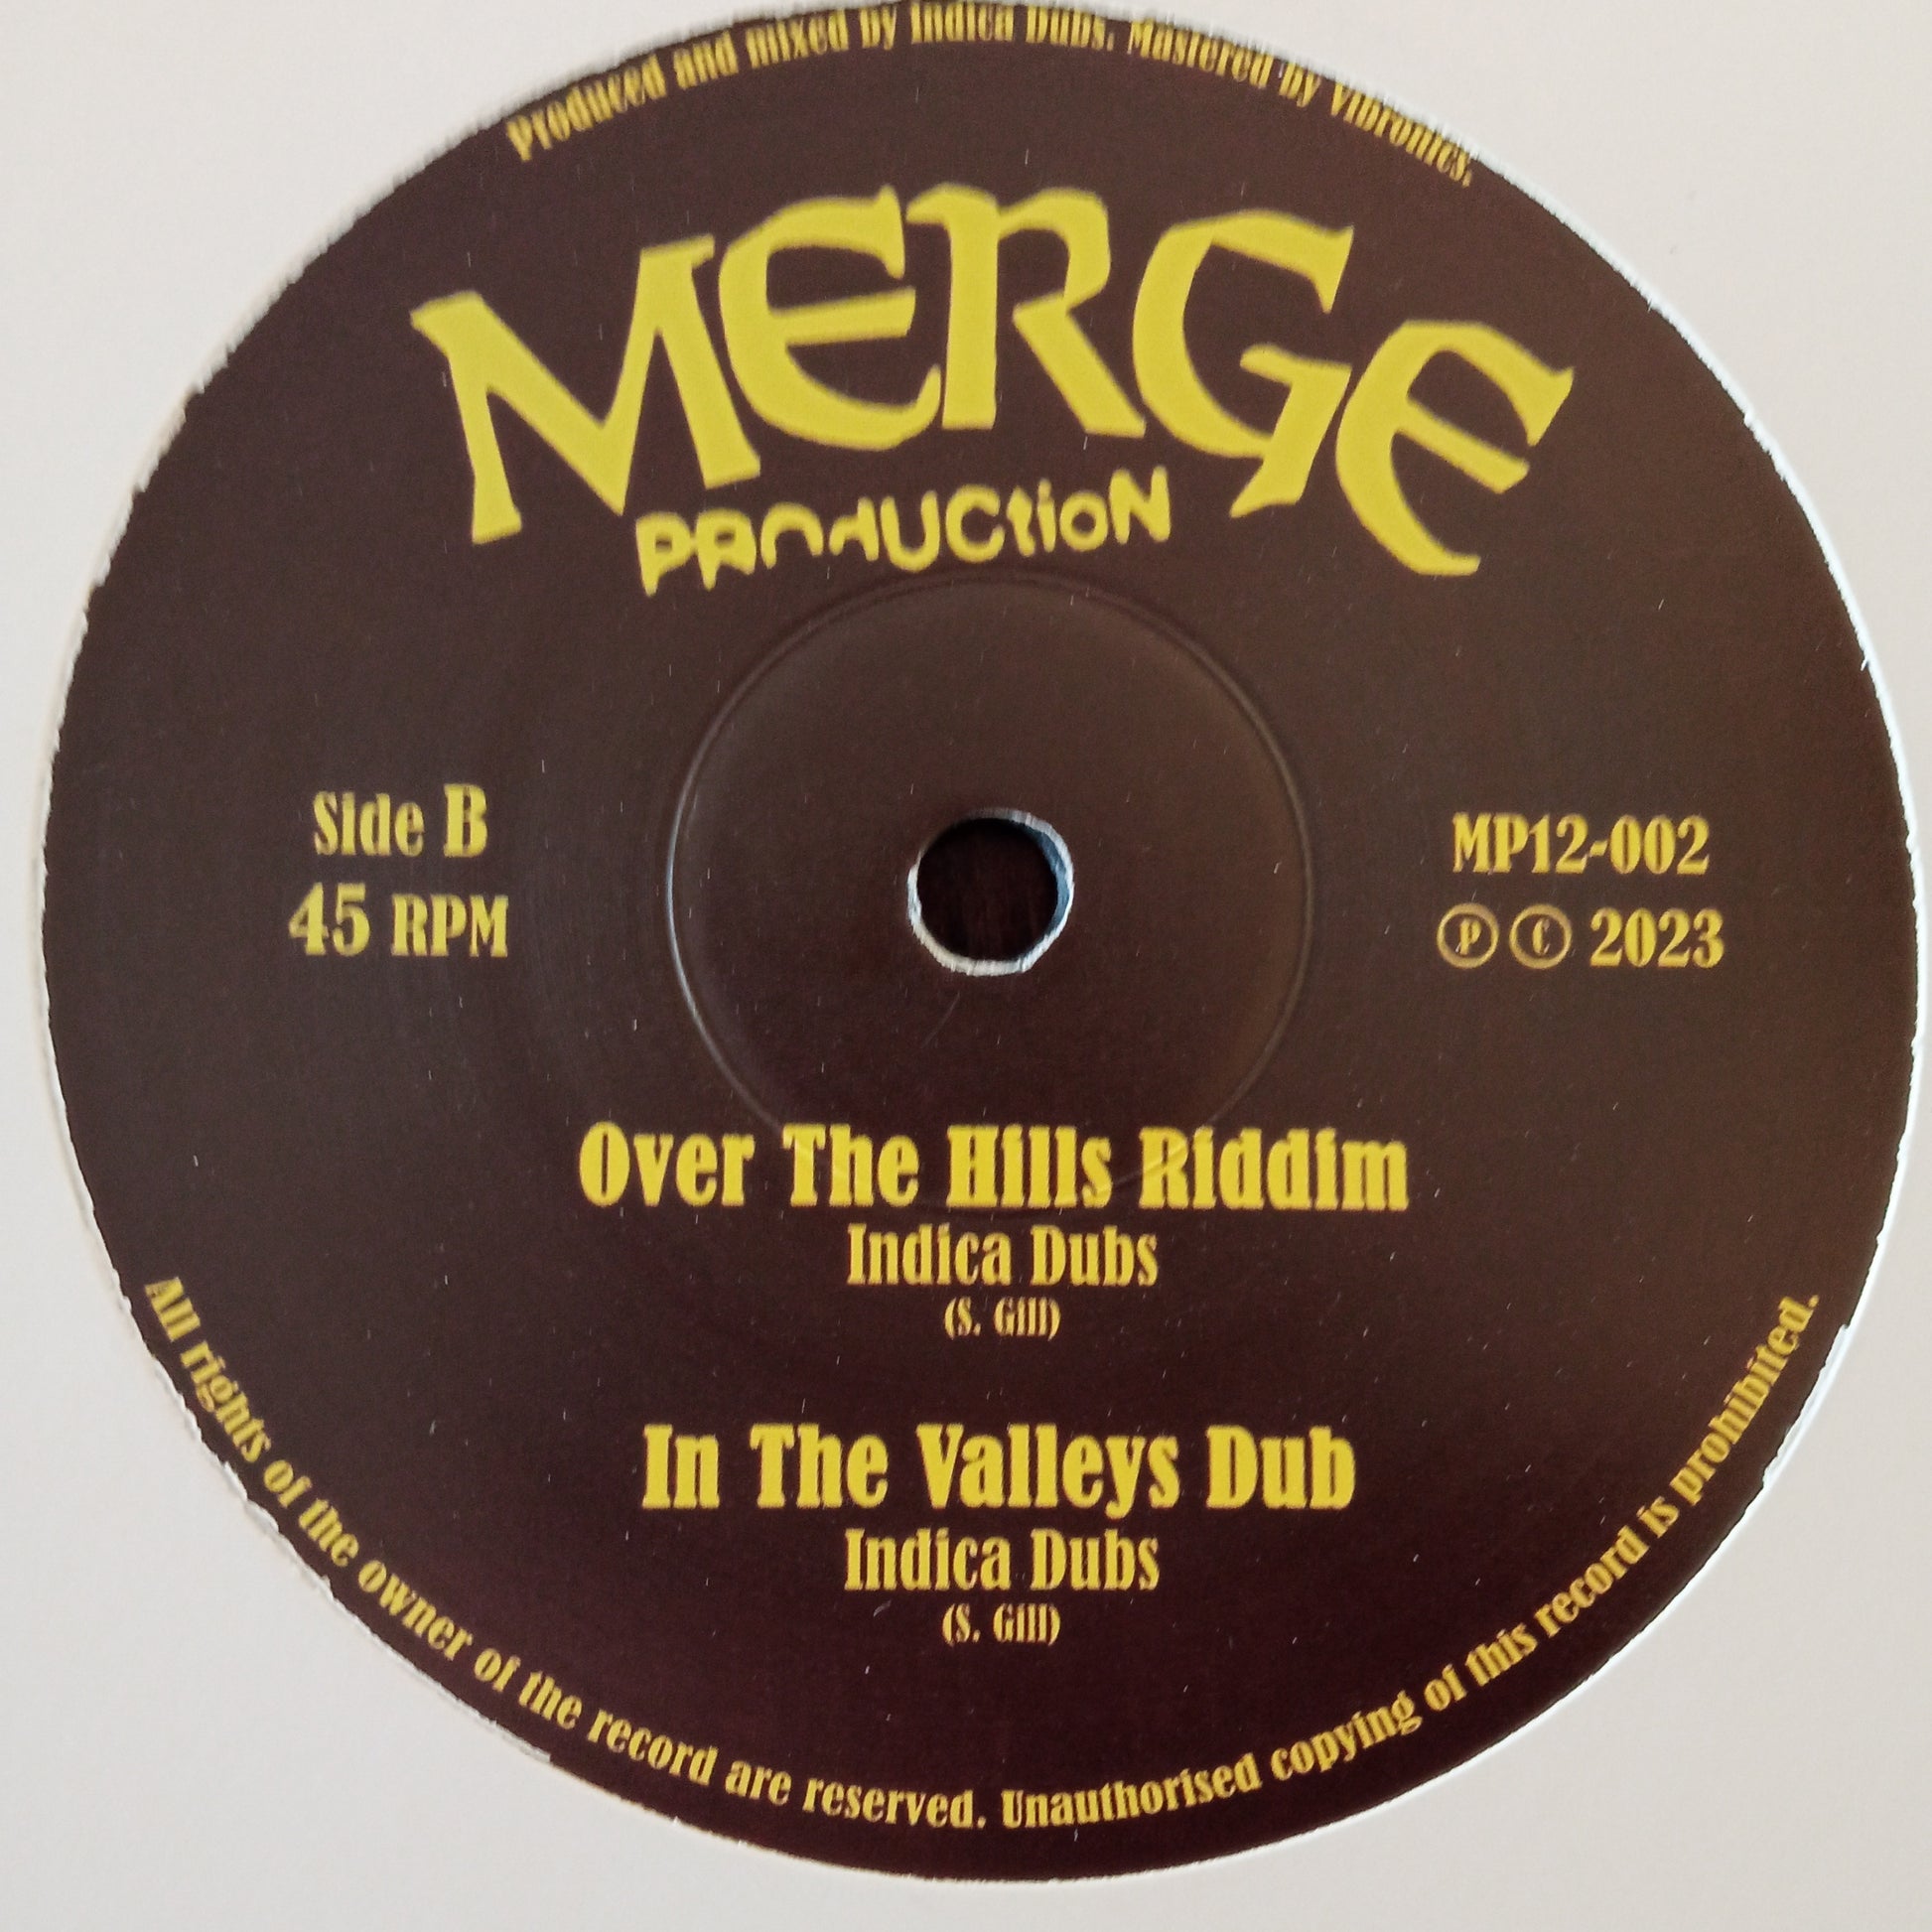 Produced and mixed by Indica Dubs. Mastered by Vibronics.
MERGE
PRODUCtioN
Side B
45 RPM
MP12-002
Ⓟ Ⓒ 2023
Over The Hills Riddim
Indica Dubs
(S. Gill)
In The Valleys Dub
Indica Dubs
(S. Gill)
All rights of the owner of the record are reserved. Unauthorised copying of this record is prohibited.